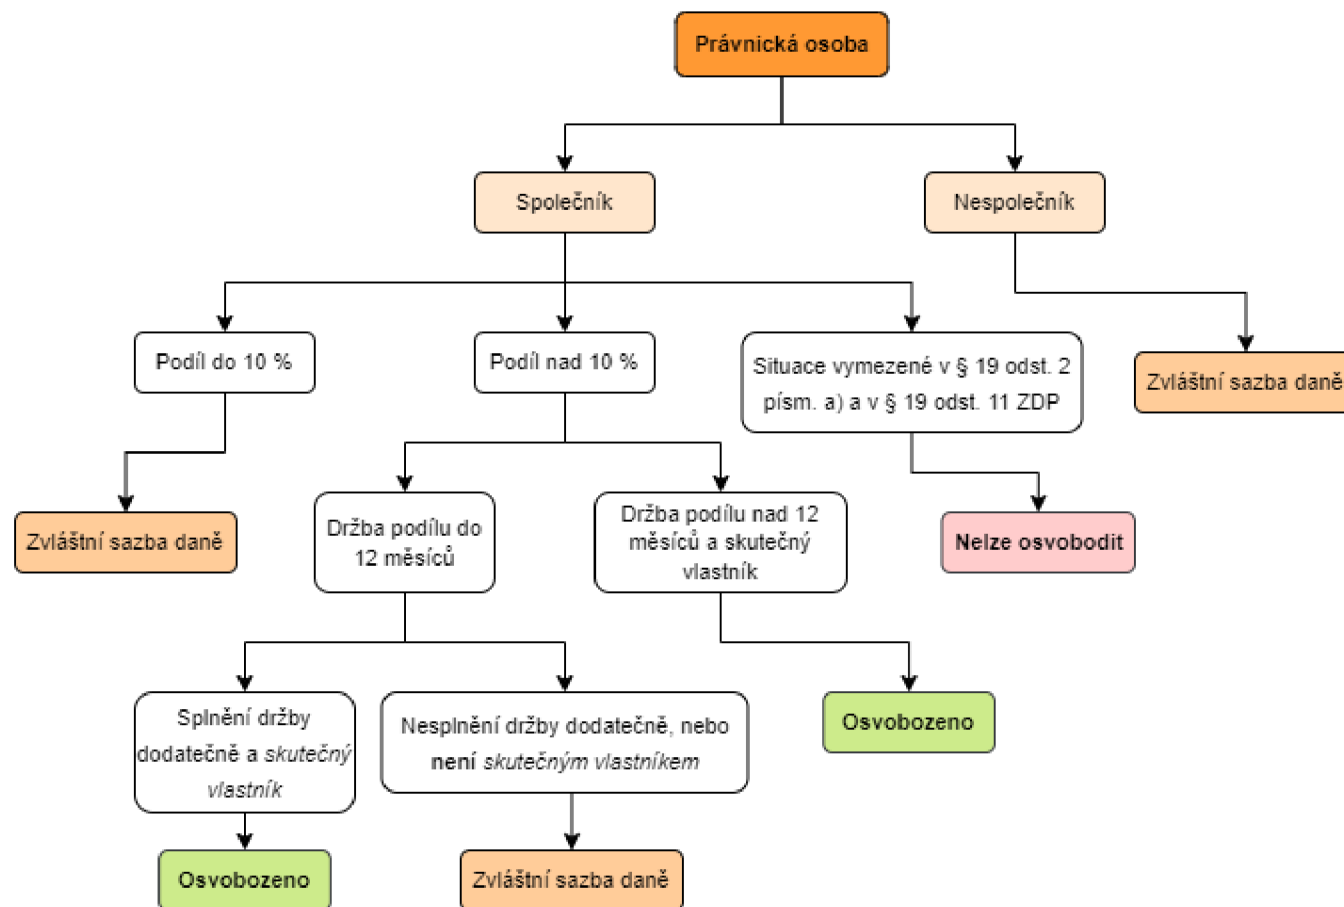 Právnická osoba
Společník
Nespolečník
Podíl do 10 %
Podíl nad 10 %
Situace vymezené v § 19 odst. 2
písm. a) a v § 19 odst. 11 ZDP
Zvláštní sazba daně
Zvláštní sazba daně
Držba podílu do
12 měsíců
Držba podílu nad 12
měsíců a skutečný
vlastník
Nelze osvobodit
Splnění držby
dodatečně a skutečný
vlastník
Nesplnění držby dodatečně, nebo
není skutečným vlastníkem
Osvobozeno
Osvobozeno
Zvláštní sazba daně